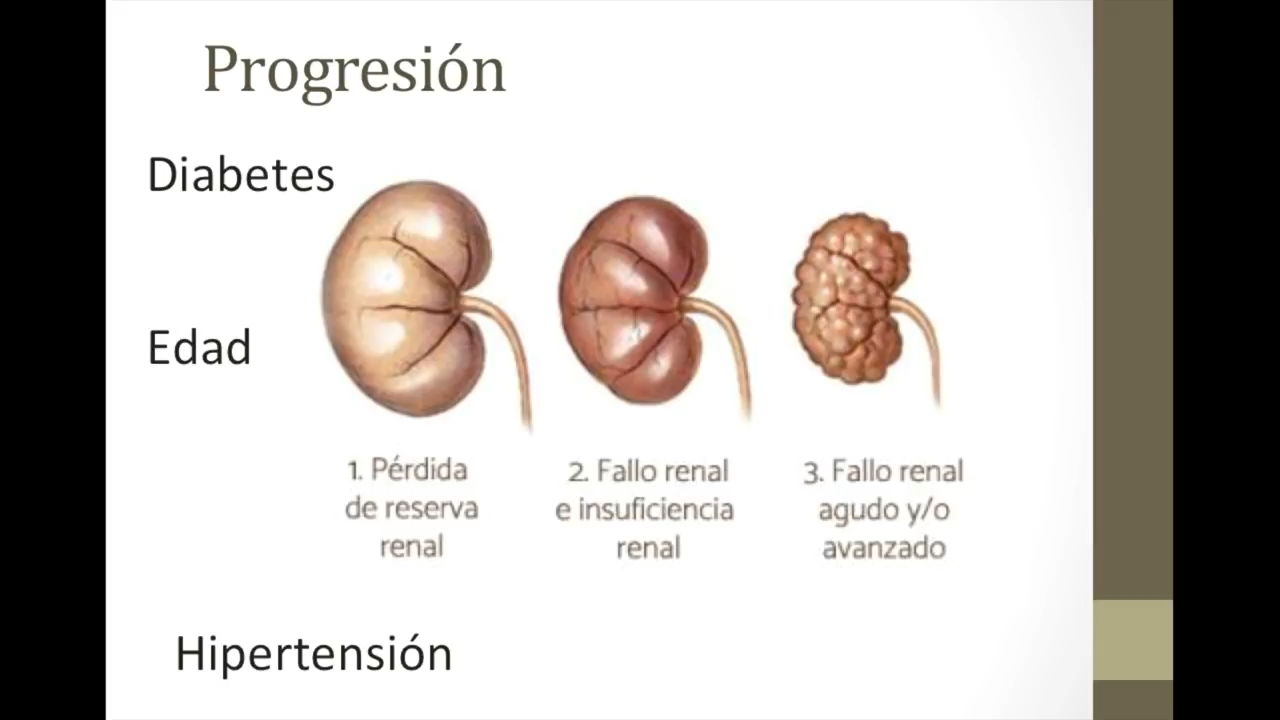 Progresión
Diabetes
Edad
1. Pérdida
de reserva
renal
2. Fallo renal
e insuficiencia
renal
3. Fallo renal
agudo y/o
avanzado
Hipertensión